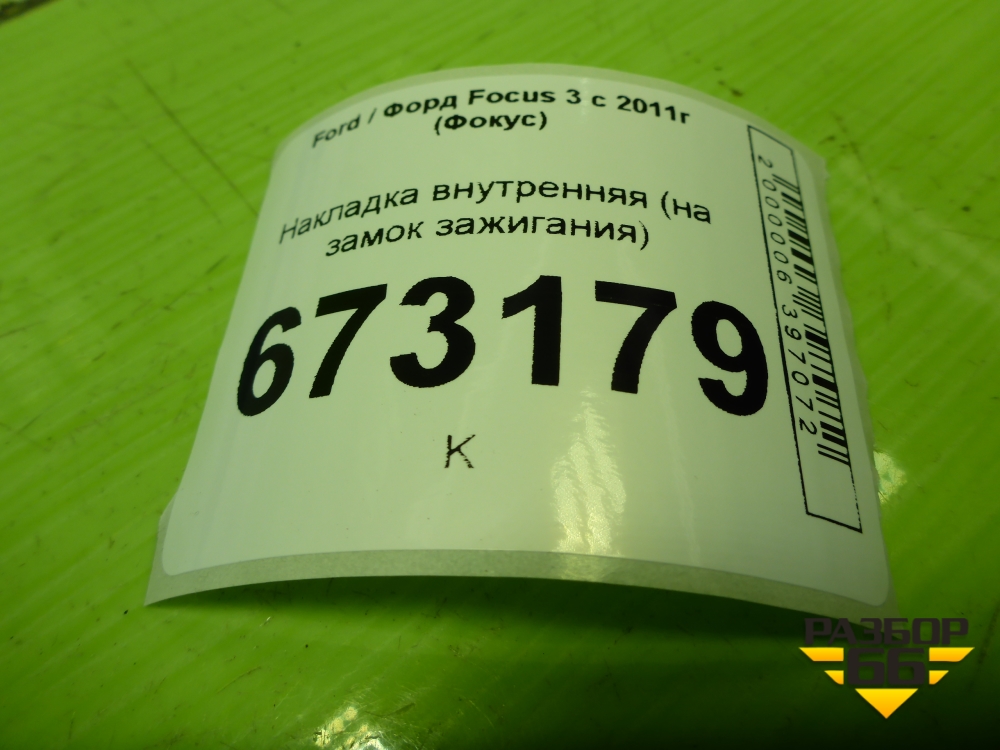 Ford / Форд Focus 3 с 2011г
(Фокус)
Накладка внутренняя (на
замок зажигания)
673179
К
2000006397072
РАЗБОР
66